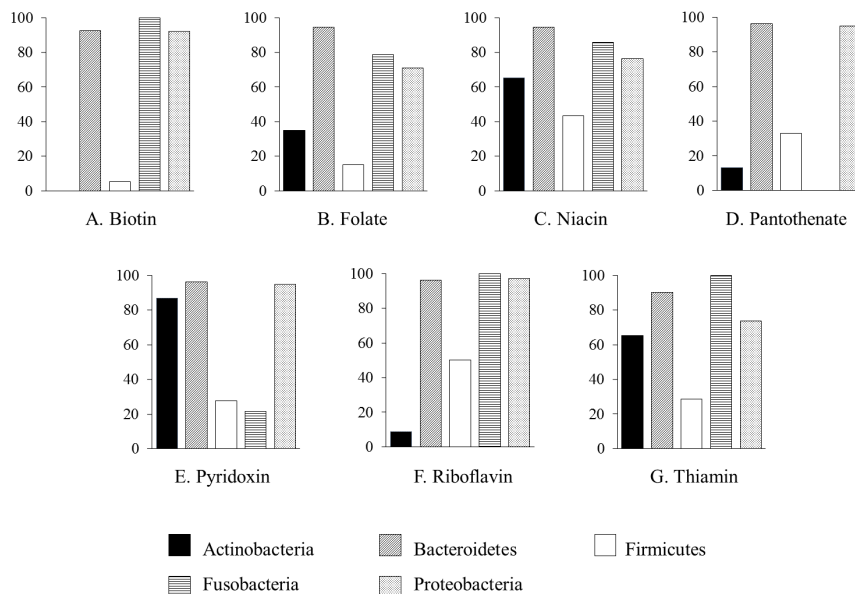 100 80 60 40 20 0
100 80 60 40 20 0
100 80 60 40 20 0
100 80 60 40 20 0
A. Biotin B. Folate C. Niacin D. Pantothenate
100 80 60 40 20 0
100 80 60 40 20 0
100 80 60 40 20 0
E. Pyridoxin F. Riboflavin G. Thiamin
Actinobacteria Bacteroidetes Firmicutes
Fusobacteria Proteobacteria